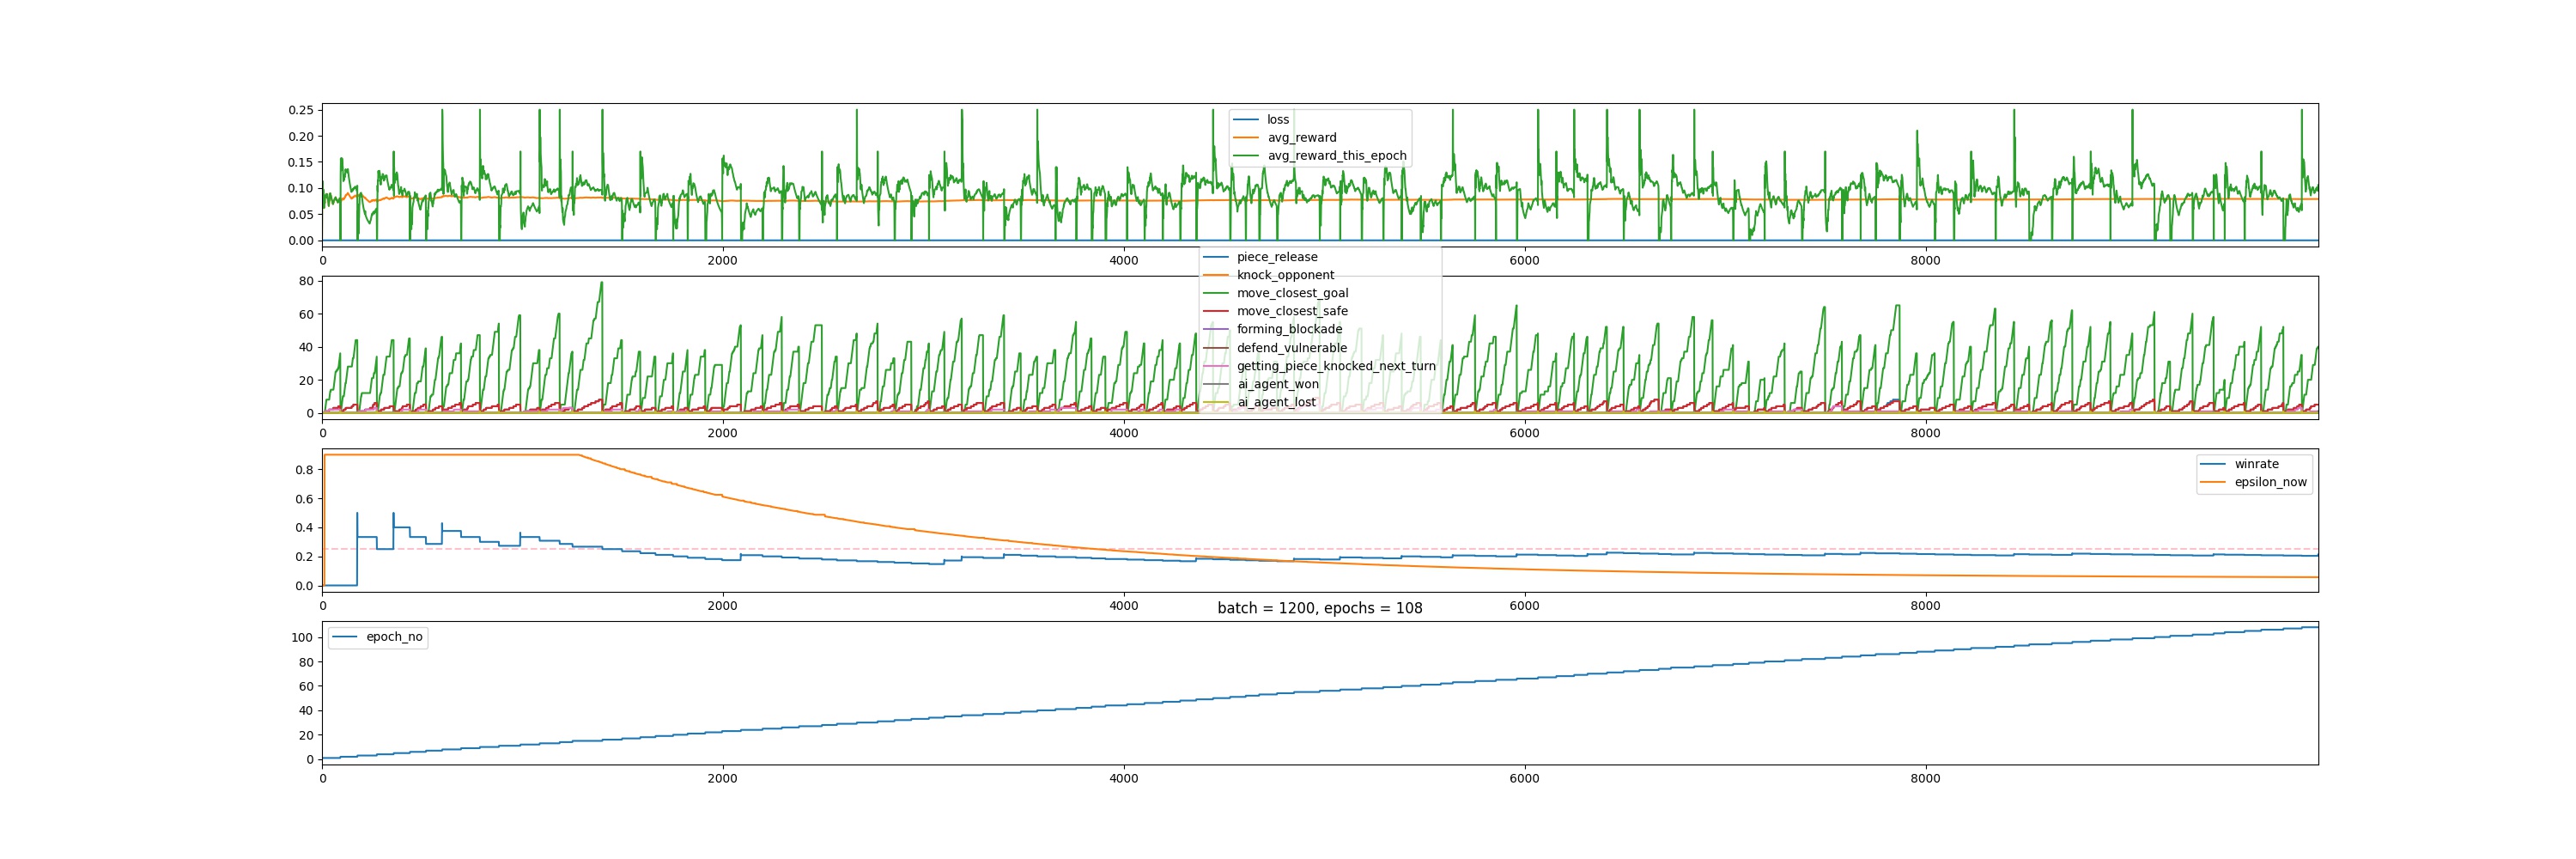 0.25
0.20
0.15
0.10
0.05
0.00
loss
avg_reward
avg_reward_this_epoch
0 2000 4000 6000 8000
80
60
40
20
0
piece_release
knock_opponent
move_closest_goal
move_closest_safe
forming_blockade
defend_vulnerable
getting_piece_knocked_next_turn
ai_agent_won
ai_agent_lost
0 2000 4000 6000 8000
0.8
0.6
0.4
0.2
0.0
winrate
epsilon_now
0 2000 4000 6000 8000
batch = 1200, epochs = 108
100
80
60
40
20
0
epoch_no
0 2000 4000 6000 8000